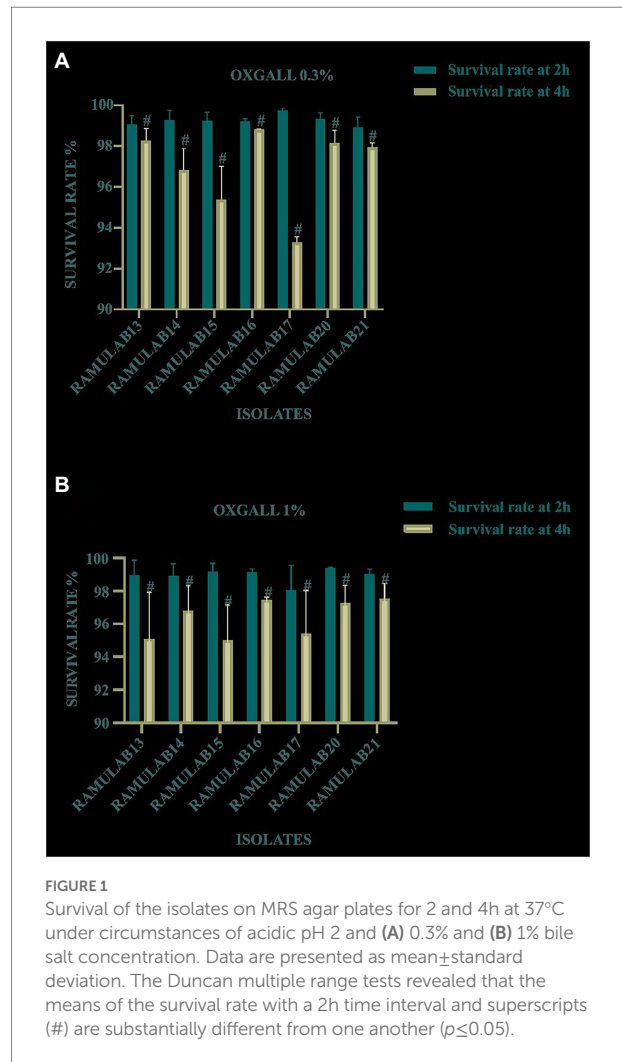 A
OXGALL 0.3%
Survival rate at 2h
Survival rate at 4h
SURVIVAL RATE %
100
98
96
94
92
90
# # # # # # #
RAMULAB13 RAMULAB14 RAMULAB15 RAMULAB16 RAMULAB17 RAMULAB20 RAMULAB21
ISOLATES
B
OXGALL 1%
Survival rate at 2h
Survival rate at 4h
SURVIVAL RATE %
100
98
96
94
92
90
# # # # # # #
RAMULAB13 RAMULAB14 RAMULAB15 RAMULAB16 RAMULAB17 RAMULAB20 RAMULAB21
ISOLATES
FIGURE 1
Survival of the isolates on MRS agar plates for 2 and 4h at 37°C
under circumstances of acidic pH 2 and (A) 0.3% and (B) 1% bile
salt concentration. Data are presented as mean±standard
deviation. The Duncan multiple range tests revealed that the
means of the survival rate with a 2h time interval and superscripts
(#) are substantially different from one another (p≤0.05).